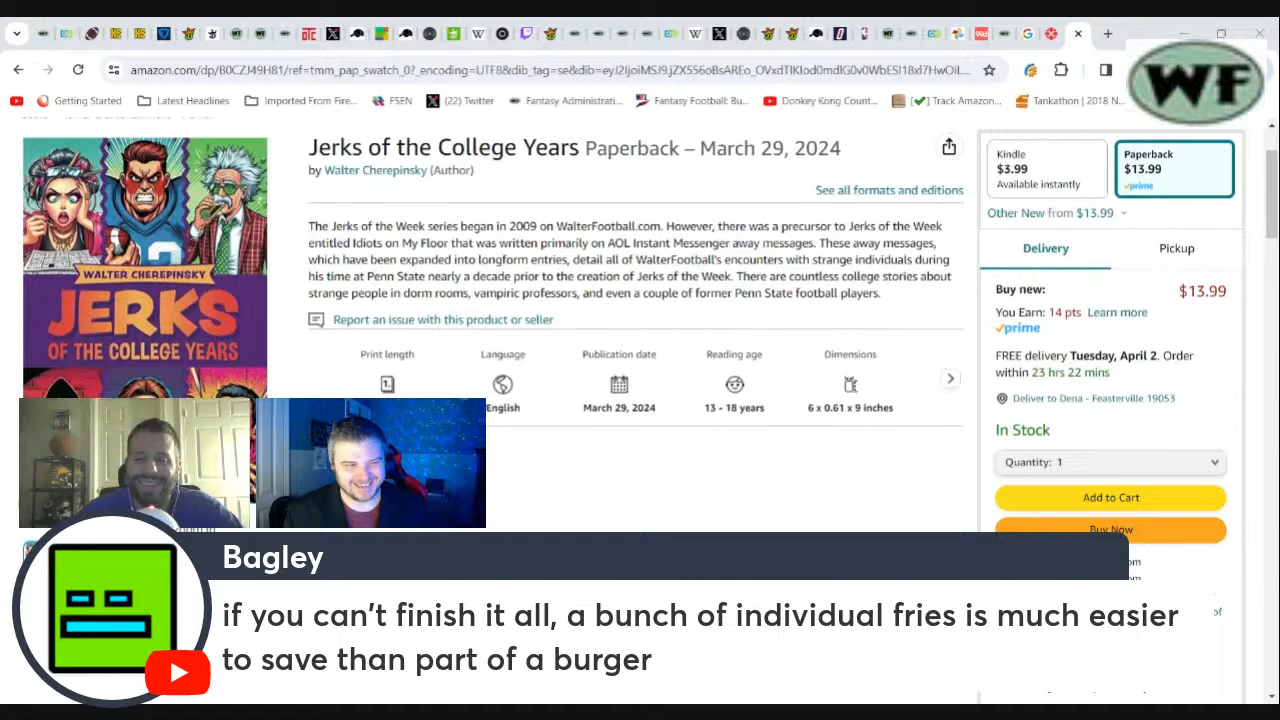 WF
amazon.com/dp/B0CZJ49H81/ref=tmm_pap_swatch_0?_encoding=UTF8&dib_tag=se&dib=
Getting Started
Latest Headlines
Imported From Fire...
FSEN
(22) Twitter
Fantasy Administrati...
Fantasy Football: Bu...
Donkey Kong Count...
Track Amazon...
Tankathon | 2018 N...
Jerks of the College Years Paperback – March 29, 2024
by Walter Cherepinsky (Author)
See all formats and editions
The Jerks of the Week series began in 2009 on WalterFootball.com. However, there was a precursor to Jerks of the Week
entitled Idiots on My Floor that was written primarily on AOL Instant Messenger away messages. These away messages,
which have been expanded into longform entries, detail all of WalterFootball's encounters with strange individuals during
his time at Penn State nearly a decade prior to the creation of Jerks of the Week. There are countless college stories about
strange people in dorm rooms, vampiric professors, and even a couple of former Penn State football players.
Report an issue with this product or seller
Print length
Language
English
Publication date
March 29, 2024
Reading age
13 - 18 years
Dimensions
6 x 0.61 x 9 inches
WALTER CHEREPINSKY
JERKS
OF THE COLLEGE YEARS
Kindle
$3.99
Available instantly
Paperback
$13.99
prime
Other New from $13.99
Delivery
Pickup
Buy new:
$13.99
You Earn: 14 pts Learn more
prime
FREE delivery Tuesday, April 2. Order
within 23 hrs 22 mins
Deliver to Dena - Feasterville 19053
In Stock
Quantity: 1
Add to Cart
Buy Now
Bagley
if you can't finish it all, a bunch of individual fries is much easier
to save than part of a burger